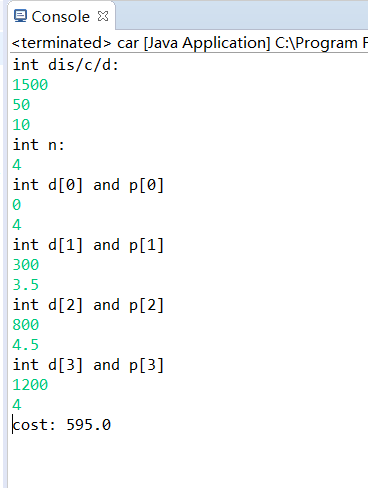 Console
<terminated> car [Java Application] C:\Program F
int dis/c/d:
1500
50
10
int n:
4
int d[0] and p[0]
0
4
int d[1] and p[1]
300
3.5
int d[2] and p[2]
800
4.5
int d[3] and p[3]
1200
4
cost: 595.0